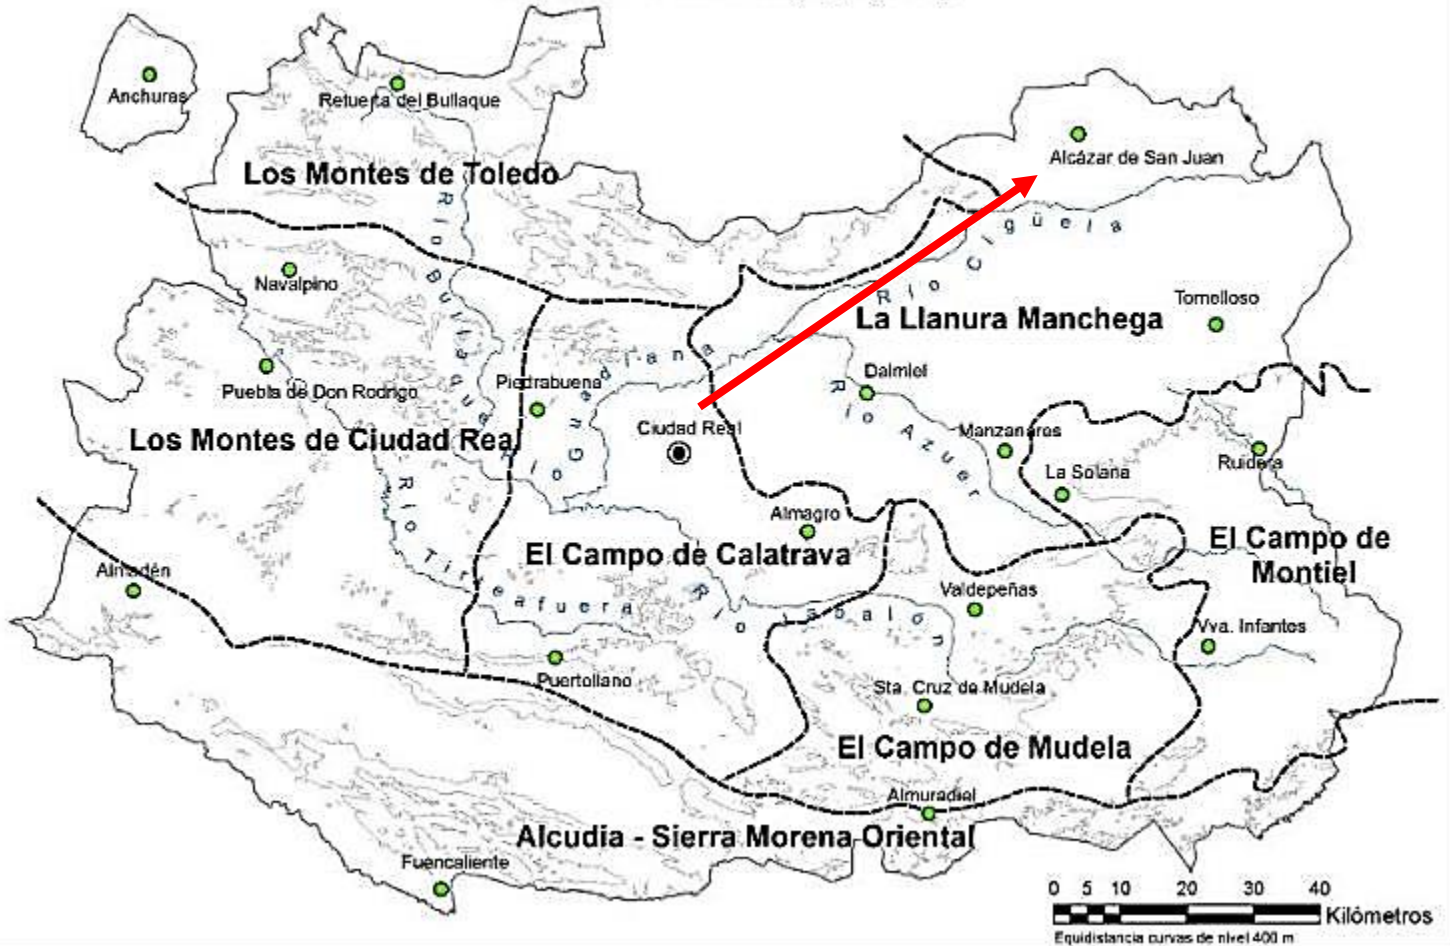 Anchuras
Retuerta del Bullaque
Alcázar de San Juan
Los Montes de Toledo
Río Bullaque
Río Cigüela
Navalpino
Tomelloso
La Llanura Manchega
Río Guadiana
Puebla de Don Rodrigo
Piedrabuena
Daimiel
Río Azuer
Ciudad Real
Los Montes de Ciudad Real
Manzanares
La Solana
Ruidera
Río Tirteafuera
Almagro
El Campo de Calatrava
El Campo de
Montiel
Almadén
Río Jabalón
Valdepeñas
Vva. Infantes
Puertollano
Sta. Cruz de Mudela
El Campo de Mudela
Almuradiel
Alcudia - Sierra Morena Oriental
Fuencaliente
0 5 10 20 30 40
Kilómetros
Equidistancia curvas de nivel 400 m